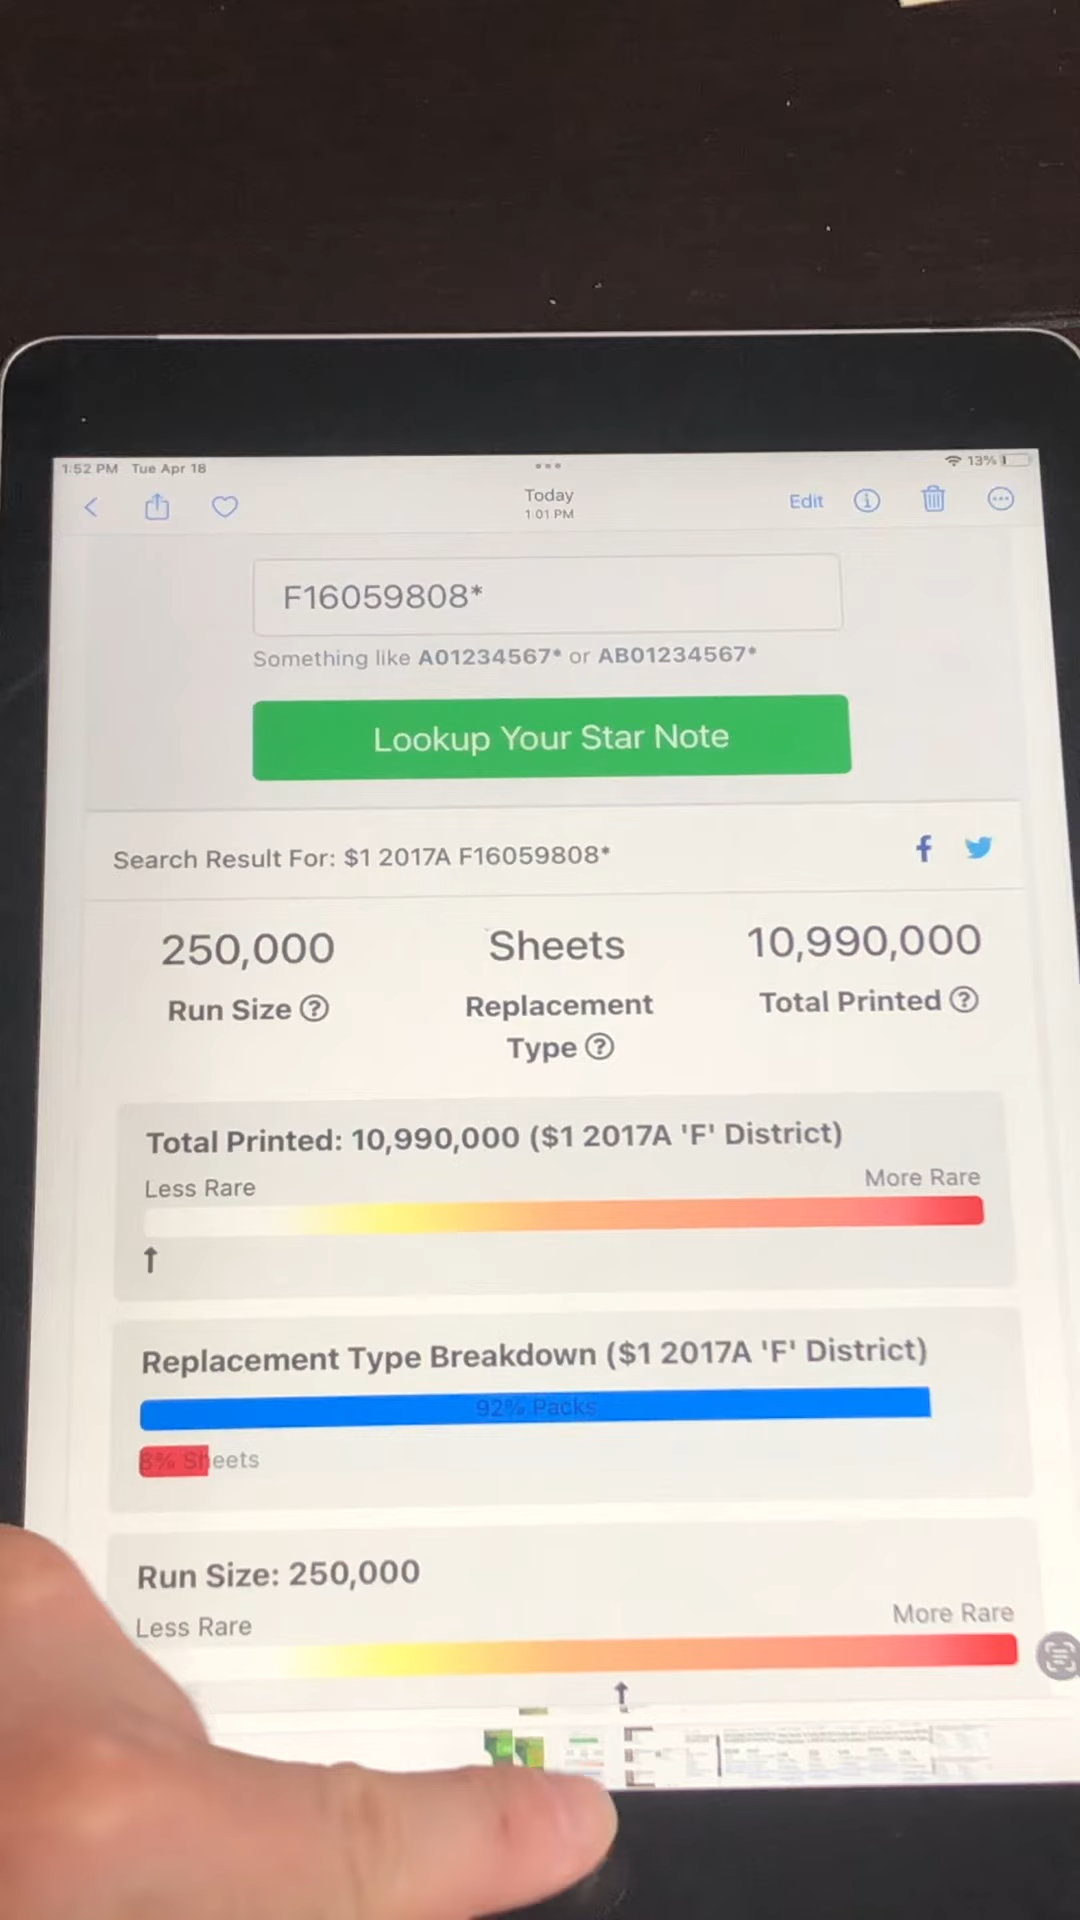 1:52 PM Tue Apr 18
13%
Today
1:01 PM
Edit
F16059808*
Something like A01234567* or AB01234567*
Lookup Your Star Note
Search Result For: $1 2017A F16059808*
250,000
Sheets
10,990,000
Run Size
Replacement
Type
Total Printed
Total Printed: 10,990,000 ($1 2017A 'F' District)
Less Rare
More Rare
Replacement Type Breakdown ($1 2017A 'F' District)
92% Packs
8% Sheets
Run Size: 250,000
Less Rare
More Rare